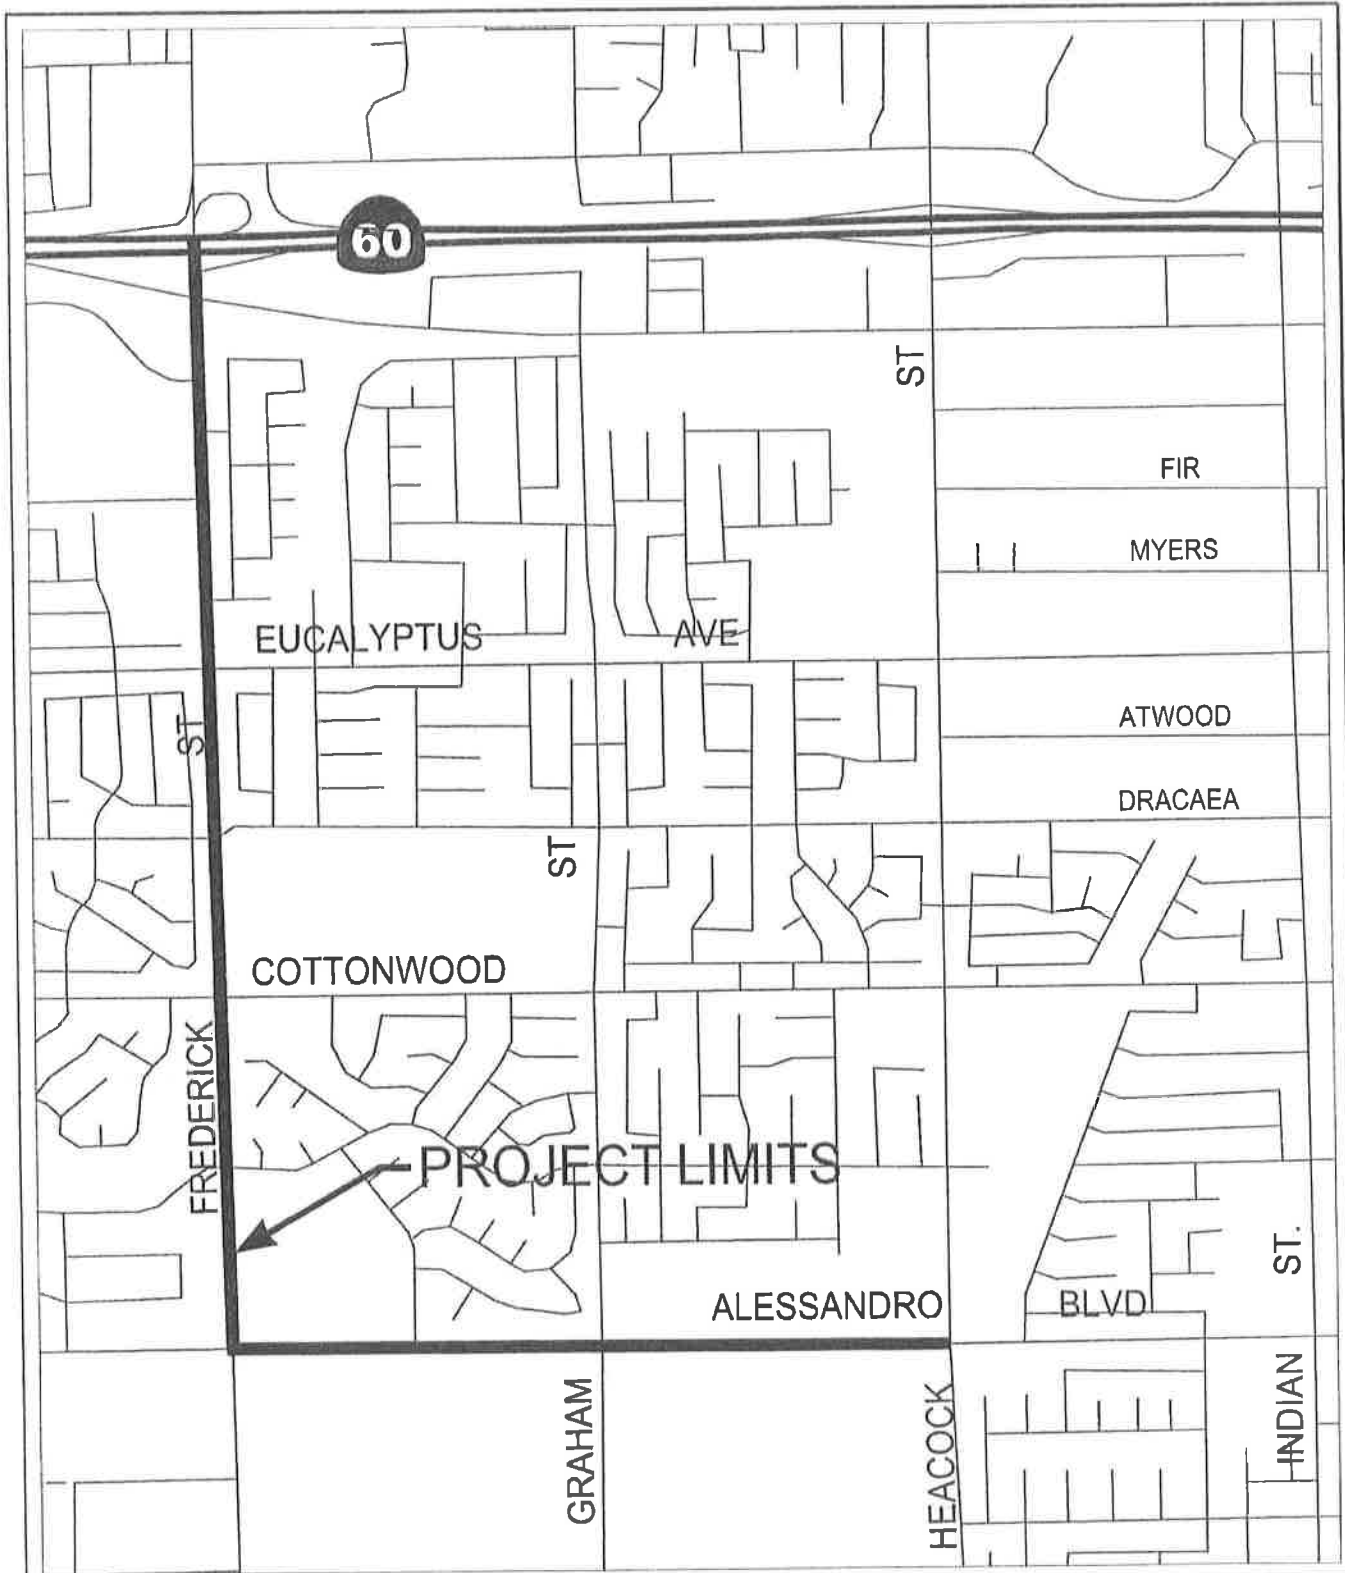 60
ST
FIR
MYERS
EUCALYPTUS AVE
ST
ATWOOD
DRACAEA
ST
COTTONWOOD
FREDERICK
PROJECT LIMITS
ST.
ALESSANDRO BLVD
GRAHAM
HEACOCK
INDIAN